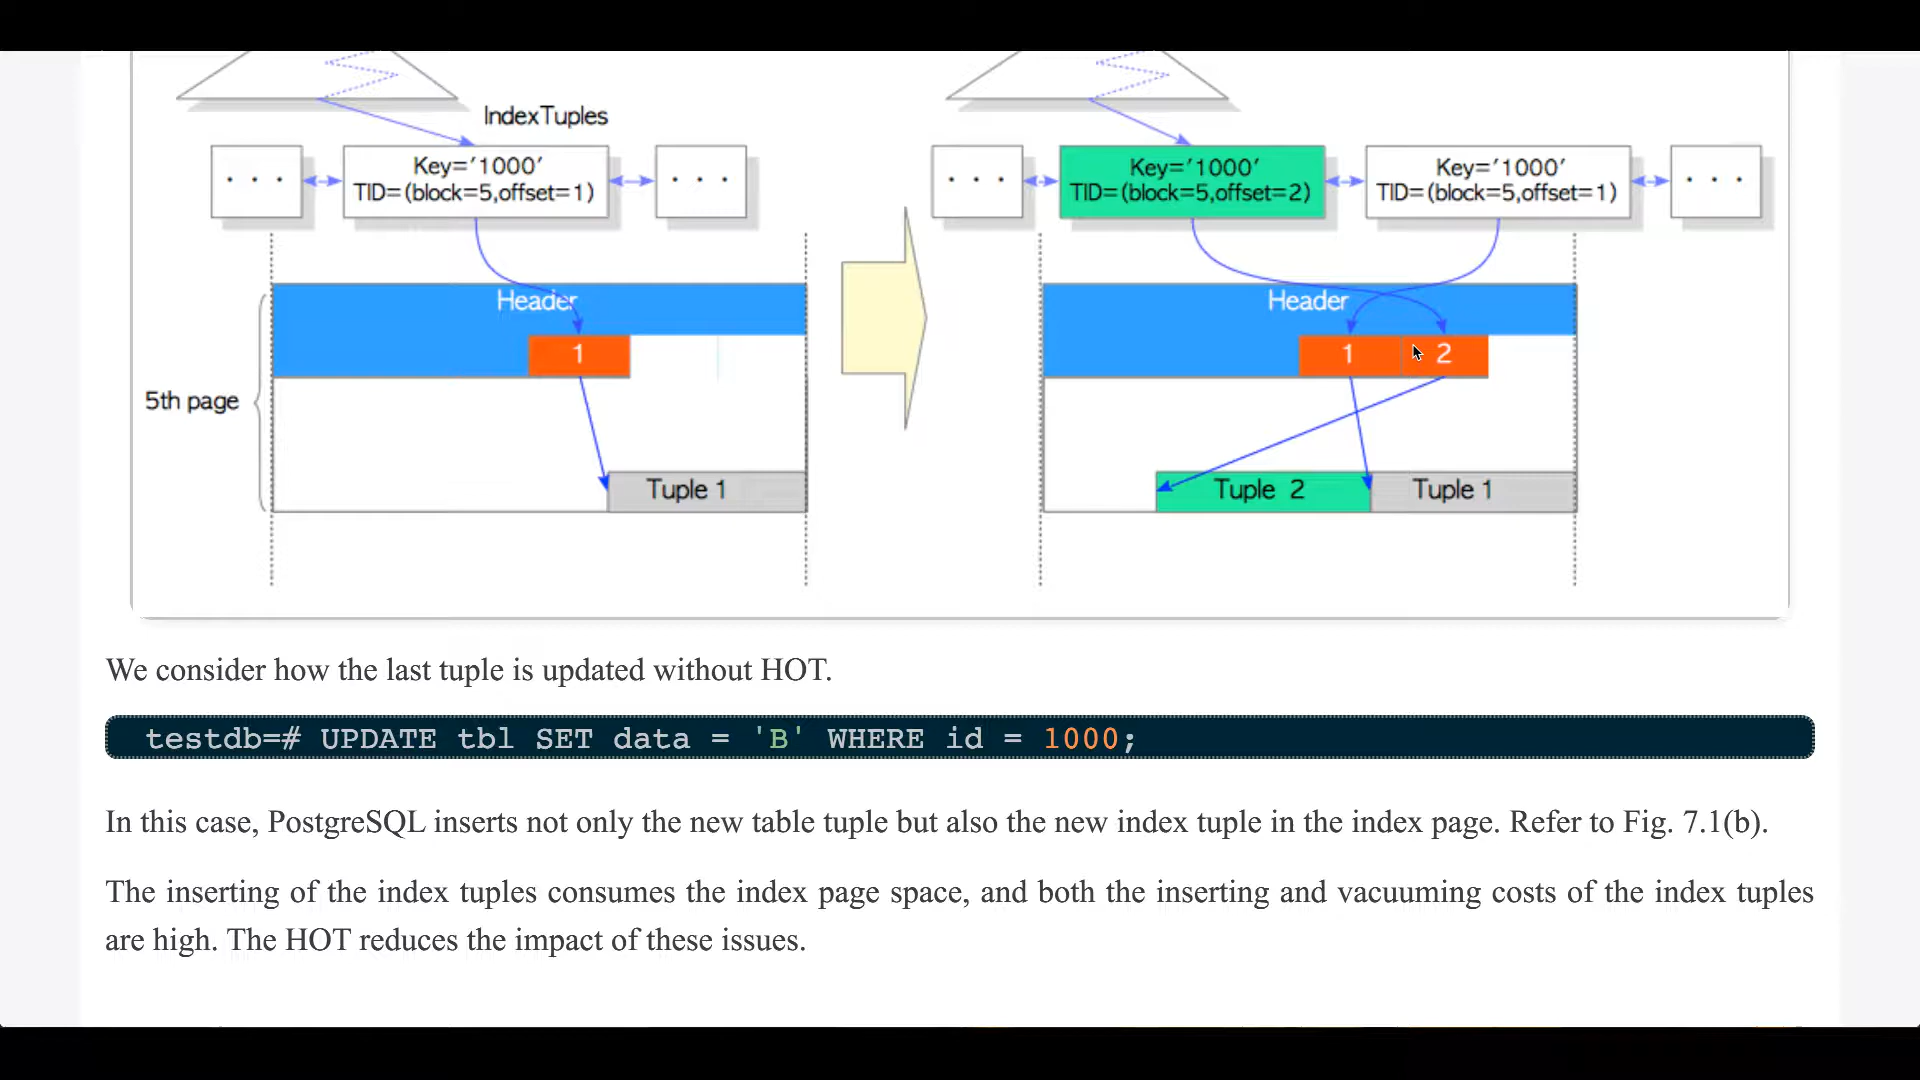 IndexTuples
· · ·
Key='1000'
TID=(block=5,offset=1)
· · ·
· · ·
Key='1000'
TID=(block=5,offset=2)
Key='1000'
TID=(block=5,offset=1)
· · ·
Header
1
5th page
Tuple 1
Header
1
2
Tuple 2
Tuple 1
We consider how the last tuple is updated without HOT.
testdb=# UPDATE tbl SET data = 'B' WHERE id = 1000;
In this case, PostgreSQL inserts not only the new table tuple but also the new index tuple in the index page. Refer to Fig. 7.1(b).
The inserting of the index tuples consumes the index page space, and both the inserting and vacuuming costs of the index tuples
are high. The HOT reduces the impact of these issues.